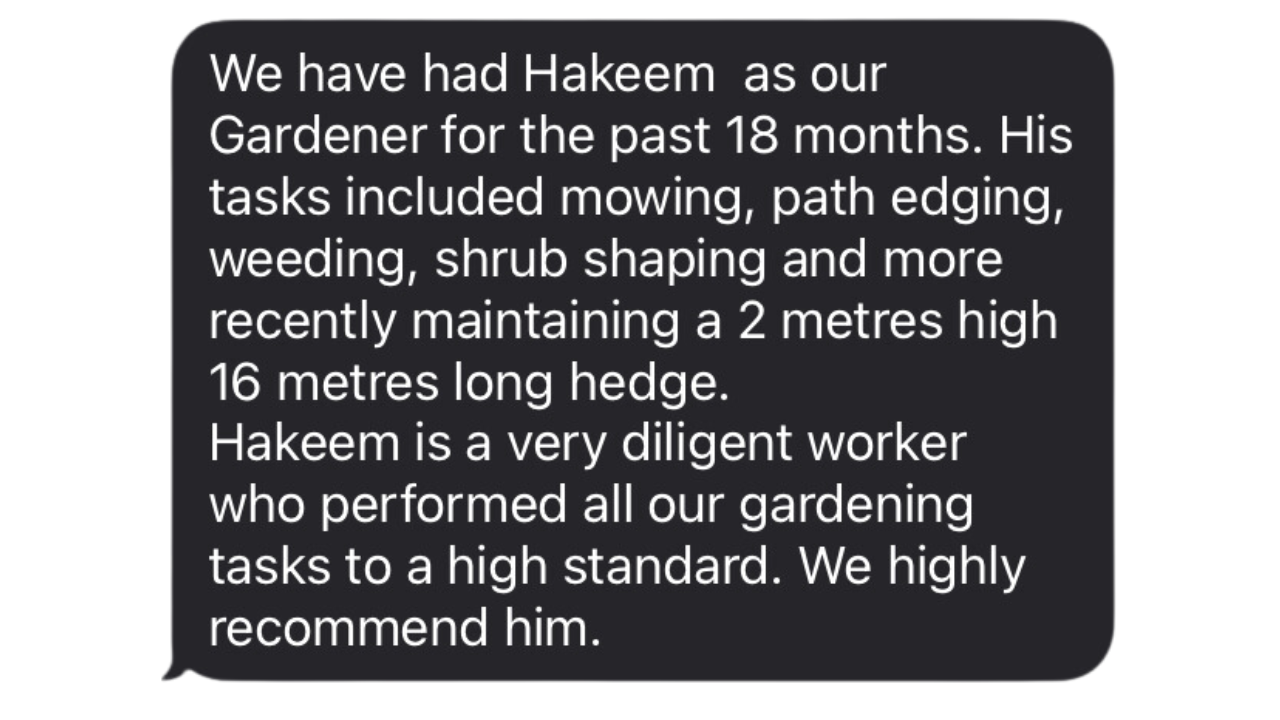 We have had Hakeem  as our
Gardener for the past 18 months. His
tasks included mowing, path edging,
weeding, shrub shaping and more
recently maintaining a 2 metres high
16 metres long hedge.
Hakeem is a very diligent worker
who performed all our gardening
tasks to a high standard. We highly
recommend him.